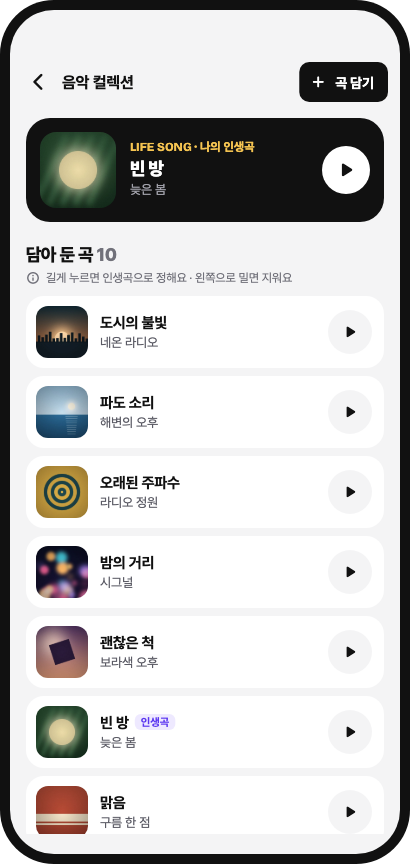 음악 컬렉션
+ 곡 담기
LIFE SONG · 나의 인생곡
빈 방
늦은 봄
담아 둔 곡 10
길게 누르면 인생곡으로 정해요 · 왼쪽으로 밀면 지워요
도시의 불빛
네온 라디오
파도 소리
해변의 오후
오래된 주파수
라디오 정원
밤의 거리
시그널
괜찮은 척
보라색 오후
빈 방 인생곡
늦은 봄
맑음
구름 한 점